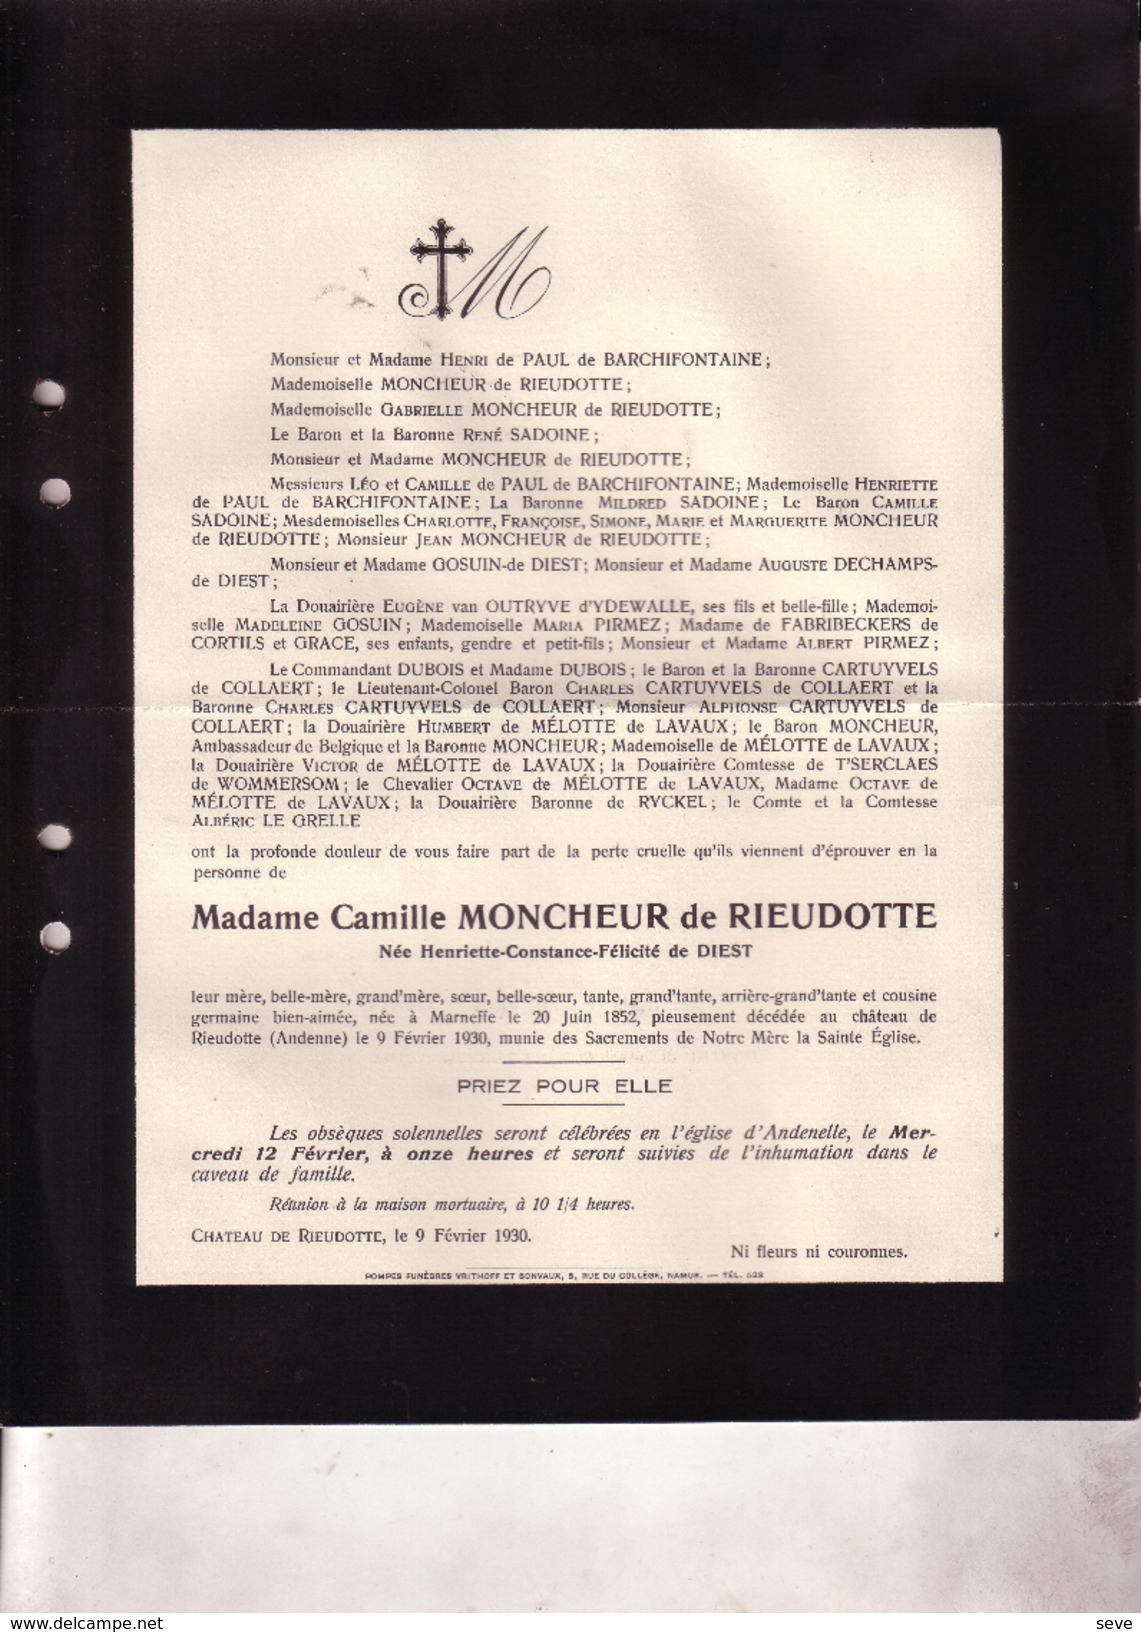 M
Monsieur et Madame HENRI de PAUL de BARCHIFONTAINE;
Mademoiselle MONCHEUR de RIEUDOTTE;
Mademoiselle GABRIELLE MONCHEUR de RIEUDOTTE;
Le Baron et la Baronne RENÉ SADOINE;
Monsieur et Madame MONCHEUR de RIEUDOTTE;
Messieurs LÉO et CAMILLE de PAUL de BARCHIFONTAINE; Mademoiselle HENRIETTE
de PAUL de BARCHIFONTAINE; La Baronne MILDRED SADOINE; Le Baron CAMILLE
SADOINE; Mesdemoiselles CHARLOTTE, FRANÇOISE, SIMONE, MARIE et MARGUERITE MONCHEUR
de RIEUDOTTE; Monsieur JEAN MONCHEUR de RIEUDOTTE;
Monsieur et Madame GOSUIN-de DIEST; Monsieur et Madame AUGUSTE DECHAMPS-
de DIEST;
La Douairière EUGÈNE van OUTRYVE d'YDEWALLE, ses fils et belle-fille; Mademoi-
selle MADELEINE GOSUIN; Mademoiselle MARIA PIRMEZ; Madame de FABRIBECKERS de
CORTILS et GRACE, ses enfants, gendre et petit-fils; Monsieur et Madame ALBERT PIRMEZ;
Le Commandant DUBOIS et Madame DUBOIS; le Baron et la Baronne CARTUYVELS
de COLLAERT; le Lieutenant-Colonel Baron CHARLES CARTUYVELS de COLLAERT et la
Baronne CHARLES CARTUYVELS de COLLAERT; Monsieur ALPHONSE CARTUYVELS de
COLLAERT; la Douairière HUMBERT de MÉLOTTE de LAVAUX; le Baron MONCHEUR,
Ambassadeur de Belgique et la Baronne MONCHEUR; Mademoiselle de MÉLOTTE de LAVAUX;
la Douairière VICTOR de MÉLOTTE de LAVAUX; la Douairière Comtesse de T'SERCLAES
de WOMMERSOM; le Chevalier OCTAVE de MÉLOTTE de LAVAUX, Madame OCTAVE de
MÉLOTTE de LAVAUX; la Douairière Baronne de RYCKEL; le Comte et la Comtesse
ALBÉRIC LE GRELLE
ont la profonde douleur de vous faire part de la perte cruelle qu'ils viennent d'éprouver en la
personne de
Madame Camille MONCHEUR de RIEUDOTTE
Née Henriette-Constance-Félicité de DIEST
leur mère, belle-mère, grand'mère, sœur, belle-sœur, tante, grand'tante, arrière-grand'tante et cousine
germaine bien-aimée, née à Marneffe le 20 Juin 1852, pieusement décédée au château de
Rieudotte (Andenne) le 9 Février 1930, munie des Sacrements de Notre Mère la Sainte Église.
PRIEZ POUR ELLE
Les obsèques solennelles seront célébrées en l'église d'Andenelle, le Mer-
credi 12 Février, à onze heures et seront suivies de l'inhumation dans le
caveau de famille.
Réunion à la maison mortuaire, à 10 1/4 heures.
CHATEAU DE RIEUDOTTE, le 9 Février 1930.
Ni fleurs ni couronnes.
POMPES FUNÈBRES VRITHOFF ET SONVAUX, 5, RUE DU COLLÈGE, NAMUR. — TÉL.
www.delcampe.net
seve